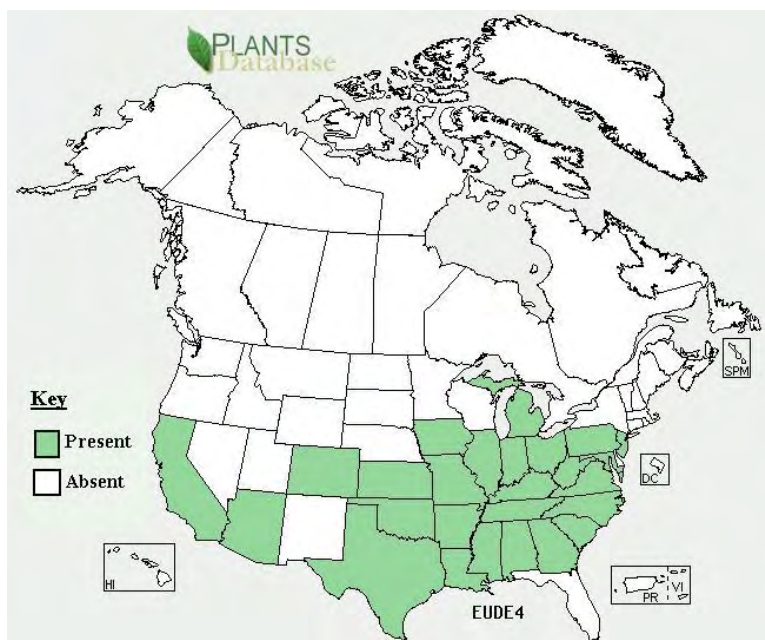 PLANTS
Database
SPM
Key
Present
Absent
DC
HI
PR
VI
EUDE4